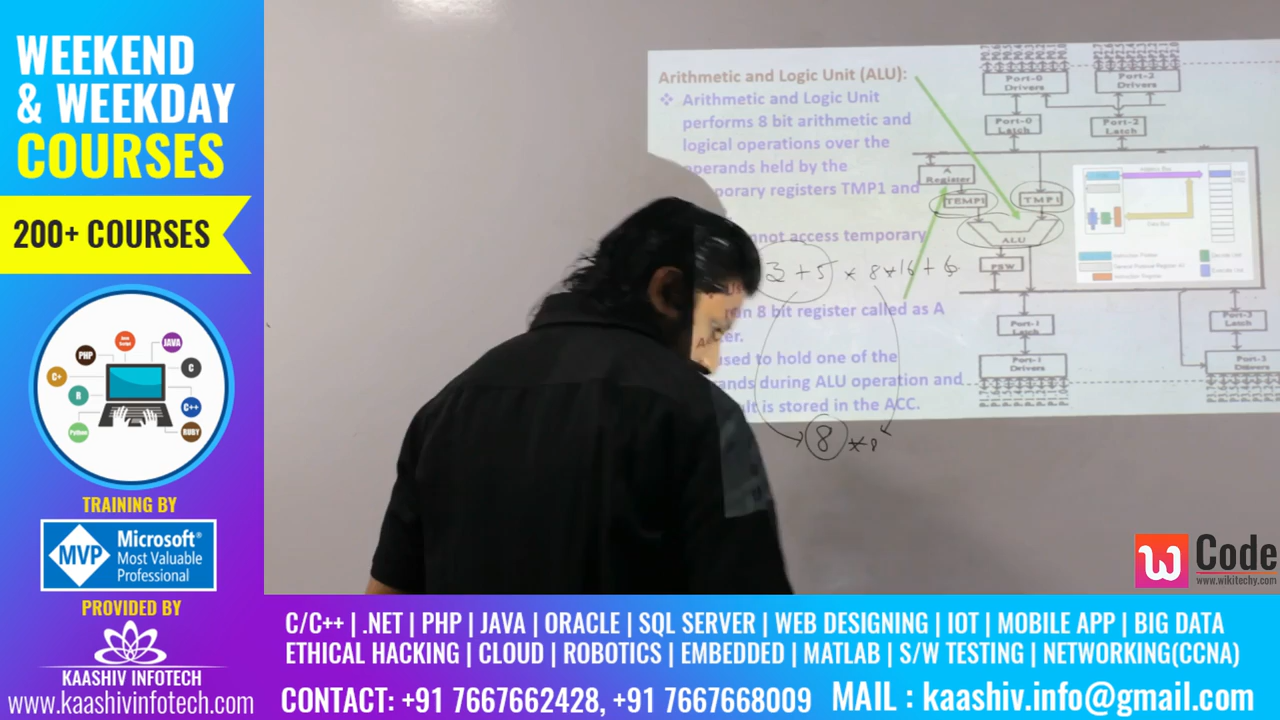 WEEKEND
& WEEKDAY
COURSES
200+ COURSES
PHP
Java Script
JAVA
C+
C
R
C++
Python
RUBY
TRAINING BY
MVP
Microsoft®
Most Valuable
Professional
PROVIDED BY
KAASHIV INFOTECH
www.kaashivinfotech.com
Arithmetic and Logic Unit (ALU):
❖ Arithmetic and Logic Unit
performs 8 bit arithmetic and
logical operations over the
operands held by the
porary registers TMP1 and
nnot access temporary
3 + 5 * 8 * 16 + 6
an 8 bit register called as A
er.
used to hold one of the
ands during ALU operation and
ult is stored in the ACC.
8 *
Port-0
Drivers
Port-2
Drivers
Port-0
Latch
Port-2
Latch
A
Register
TEMP1
TMP1
ALU
PSW
Port-1
Latch
Port-3
Latch
Port-1
Drivers
Port-3
Drivers
W
Code
www.wikitechy.com
C/C++ | .NET | PHP | JAVA | ORACLE | SQL SERVER | WEB DESIGNING | IOT | MOBILE APP | BIG DATA
ETHICAL HACKING | CLOUD | ROBOTICS | EMBEDDED | MATLAB | S/W TESTING | NETWORKING(CCNA)
CONTACT: +91 7667662428, +91 7667668009 MAIL : kaashiv.info@gmail.com